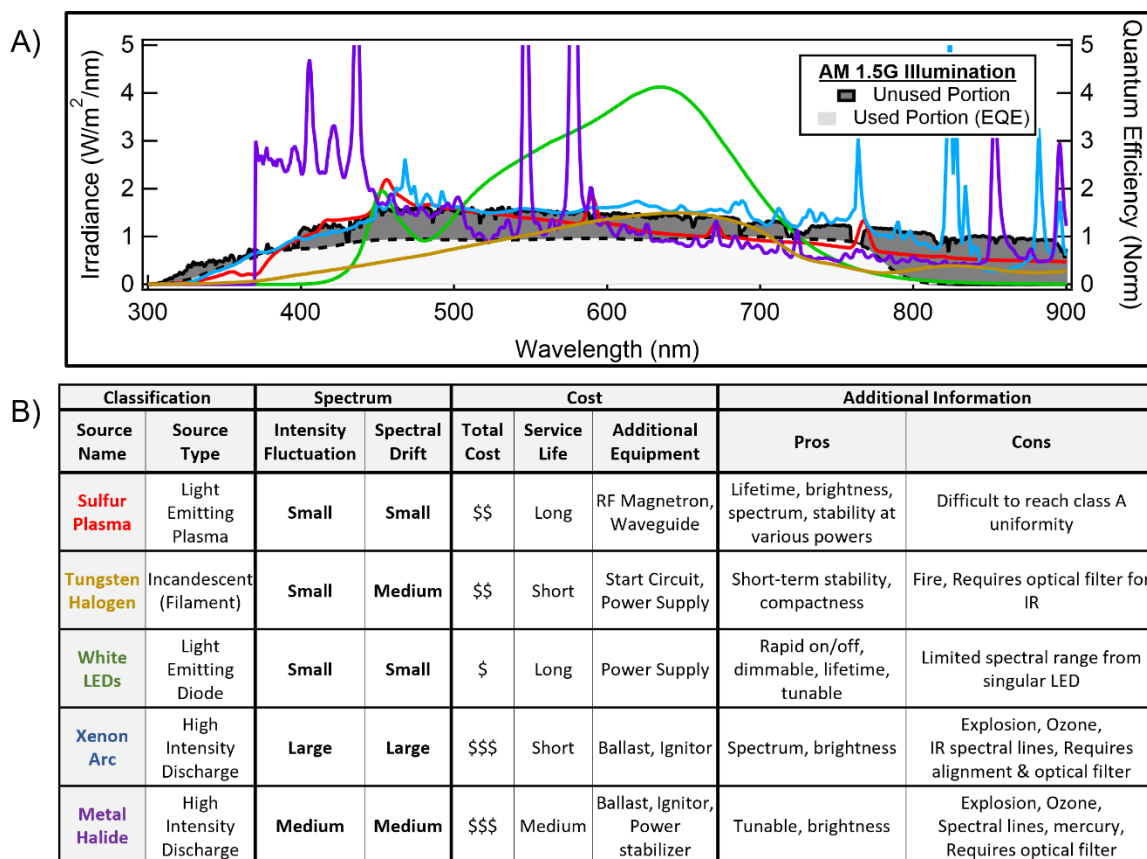 A)
Irradiance (W/m2/nm)
5
4
3
2
1
0
AM 1.5G Illumination
Unused Portion
Used Portion (EQE)
5
4
3
2
1
0
Quantum Efficiency (Norm)
300 400 500 600 700 800 900
Wavelength (nm)
B)
Classification Spectrum Cost Additional Information
Source Name Source Type Intensity Fluctuation Spectral Drift Total Cost Service Life Additional Equipment Pros Cons
Sulfur Plasma Light Emitting Plasma Small Small $$ Long RF Magnetron, Waveguide Lifetime, brightness, spectrum, stability at various powers Difficult to reach class A uniformity
Tungsten Halogen Incandescent (Filament) Small Medium $$ Short Start Circuit, Power Supply Short-term stability, compactness Fire, Requires optical filter for IR
White LEDs Light Emitting Diode Small Small $ Long Power Supply Rapid on/off, dimmable, lifetime, tunable Limited spectral range from singular LED
Xenon Arc High Intensity Discharge Large Large $$$ Short Ballast, Ignitor Spectrum, brightness Explosion, Ozone, IR spectral lines, Requires alignment & optical filter
Metal Halide High Intensity Discharge Medium Medium $$$ Medium Ballast, Ignitor, Power stabilizer Tunable, brightness Explosion, Ozone, Spectral lines, mercury, Requires optical filter